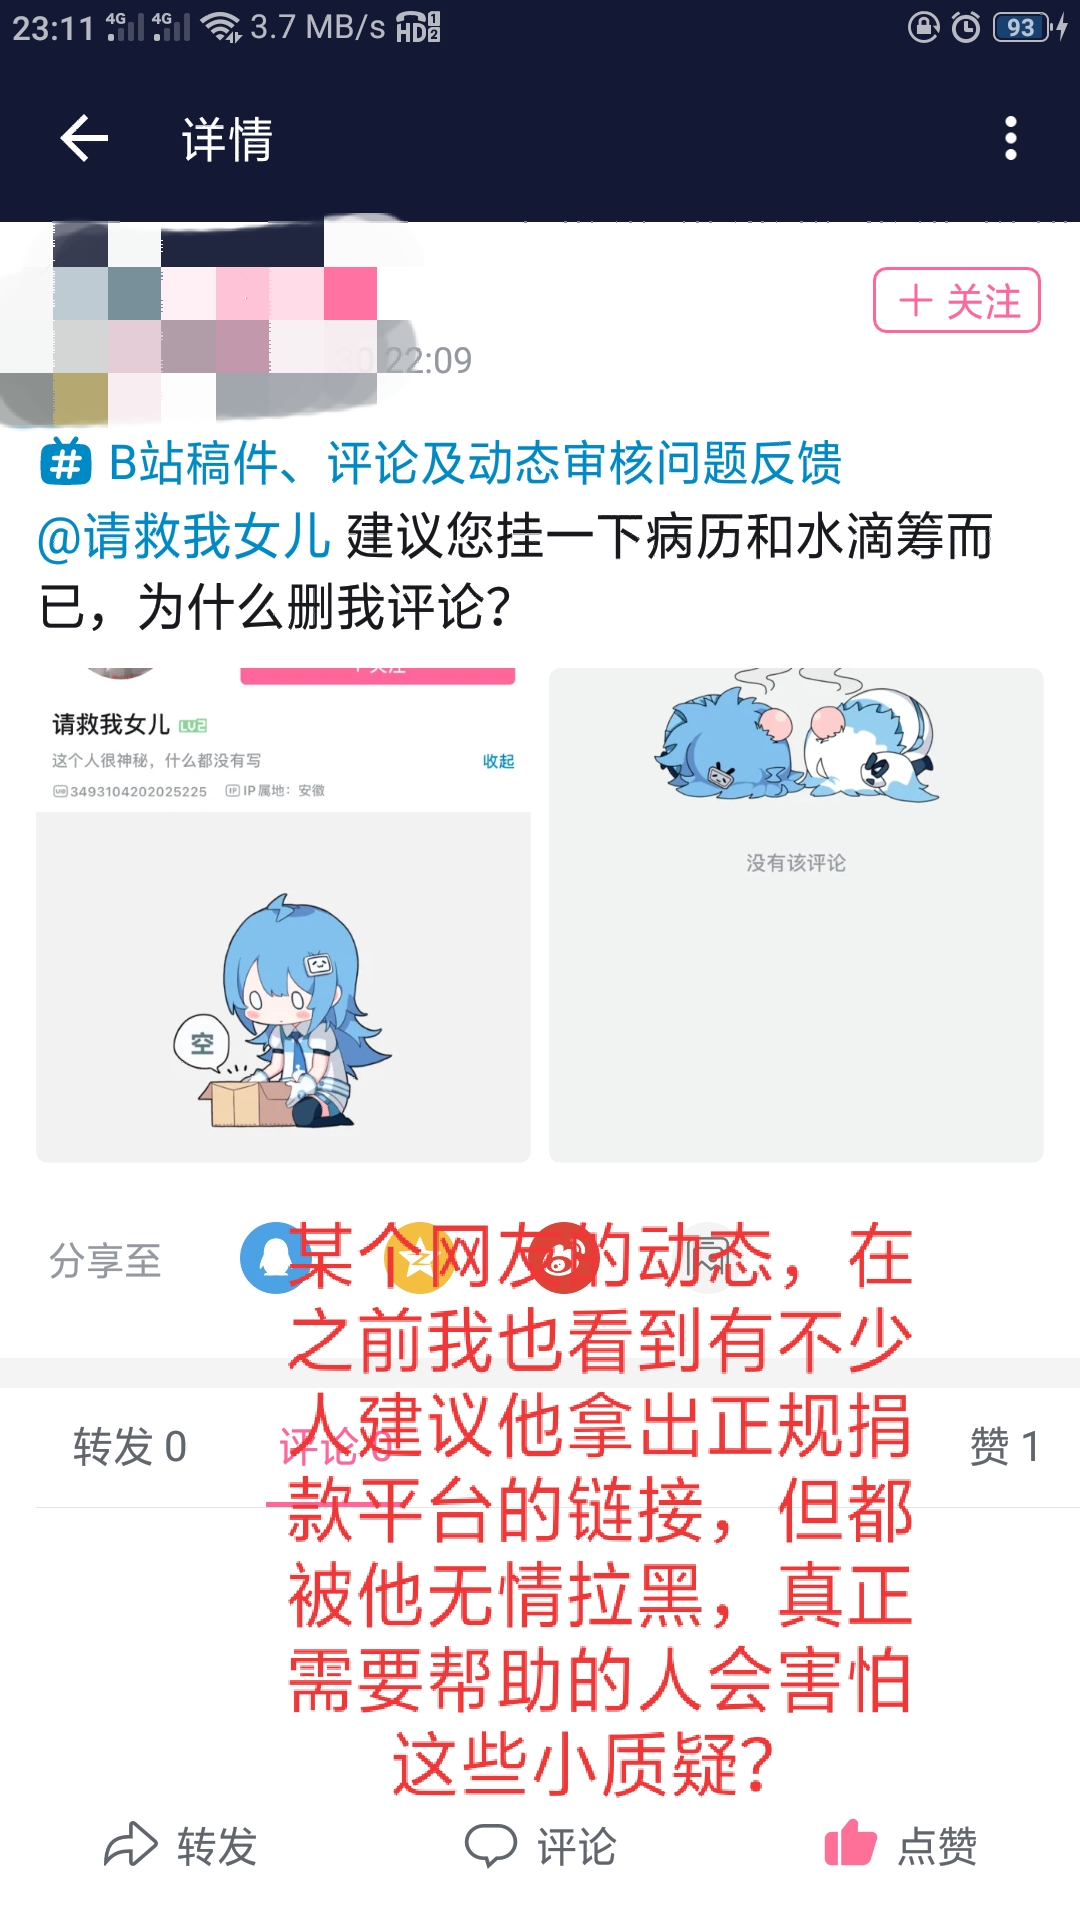 23:11 4G 4G 3.7 MB/s HD 1 2 93
详情
+ 关注
30 22:09
# B站稿件、评论及动态审核问题反馈
@请救我女儿 建议您挂一下病历和水滴筹而
已，为什么删我评论？
请救我女儿 LV2
这个人很神秘，什么都没有写 收起
UID 3493104202025225 IP IP属地：安徽
空
没有该评论
分享至
某个网友的动态，在
之前我也看到有不少
人建议他拿出正规捐
款平台的链接，但都
被他无情拉黑，真正
需要帮助的人会害怕
这些小质疑？
转发 0 评论 0 赞 1
转发 评论 点赞